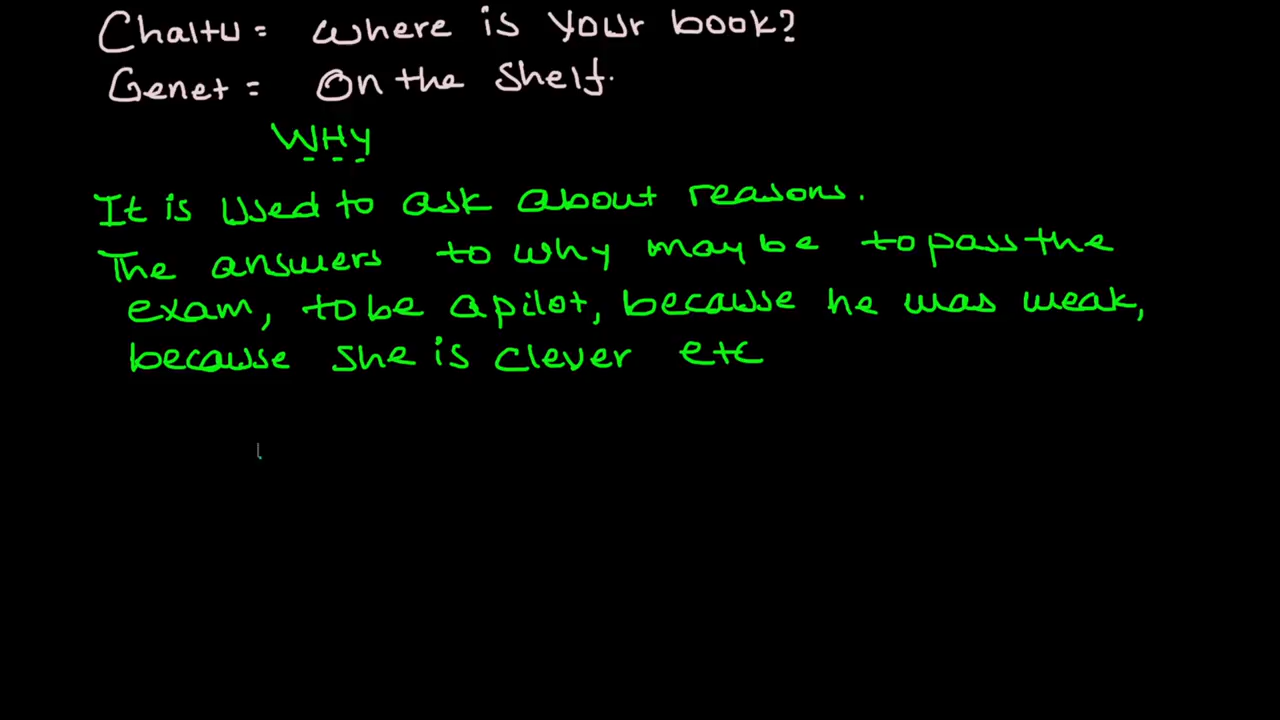 Chaltu = where is your book?
Genet = On the shelf.
WHY
It is used to ask about reasons.
The answers to why may be to pass the
exam, to be a pilot, because he was weak,
because she is clever etc